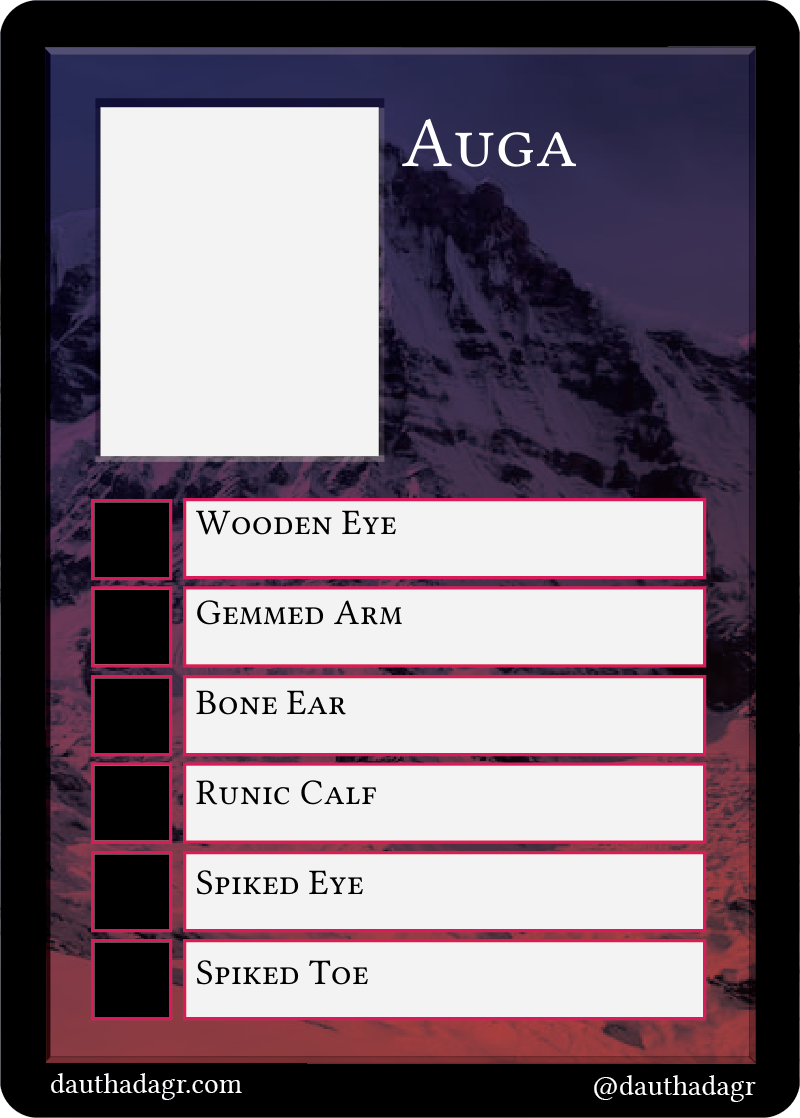 Auga
Wooden Eye
Gemmed Arm
Bone Ear
Runic Calf
Spiked Eye
Spiked Toe
dauthadagr.com
@dauthadagr